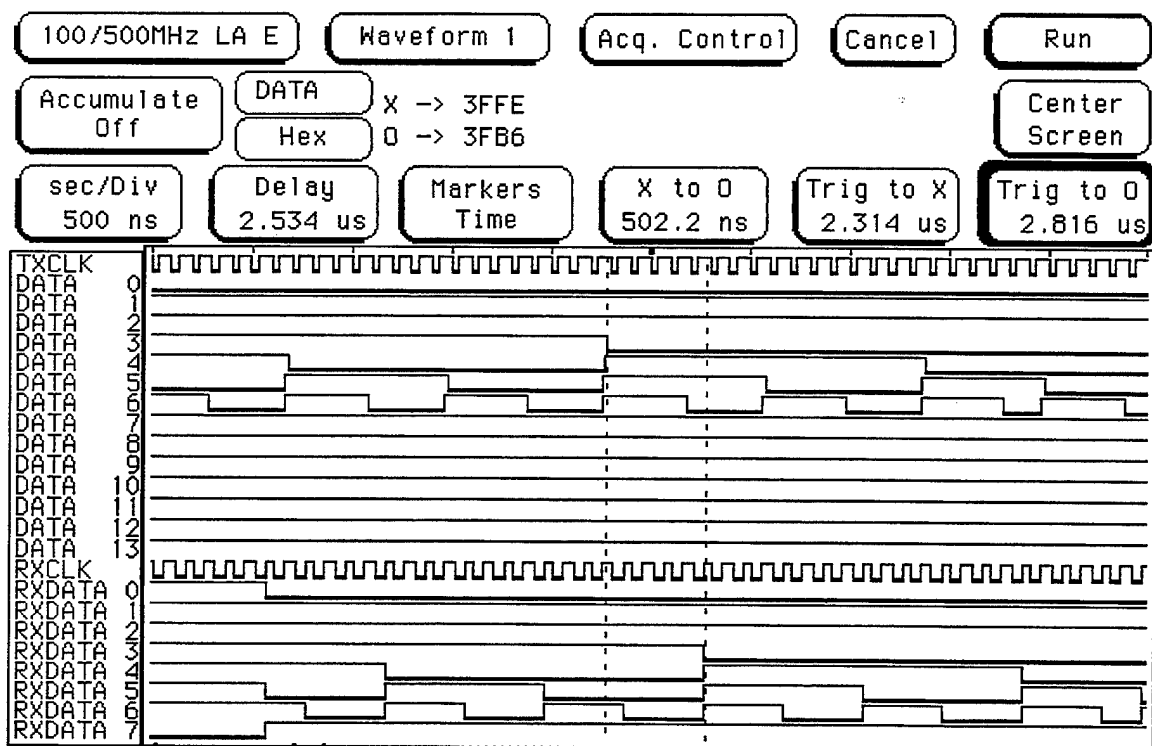 100/500MHz LA E Waveform 1 Acq. Control Cancel Run
Accumulate Off DATA X -> 3FFE Center Screen
Hex O -> 3FB6
sec/Div Delay Markers X to O Trig to X Trig to O
500 ns 2.534 us Time 502.2 ns 2.314 us 2.816 us
TXCLK
DATA 0
DATA 1
DATA 2
DATA 3
DATA 4
DATA 5
DATA 6
DATA 7
DATA 8
DATA 9
DATA 10
DATA 11
DATA 12
DATA 13
RXCLK
RXDATA 0
RXDATA 1
RXDATA 2
RXDATA 3
RXDATA 4
RXDATA 5
RXDATA 6
RXDATA 7